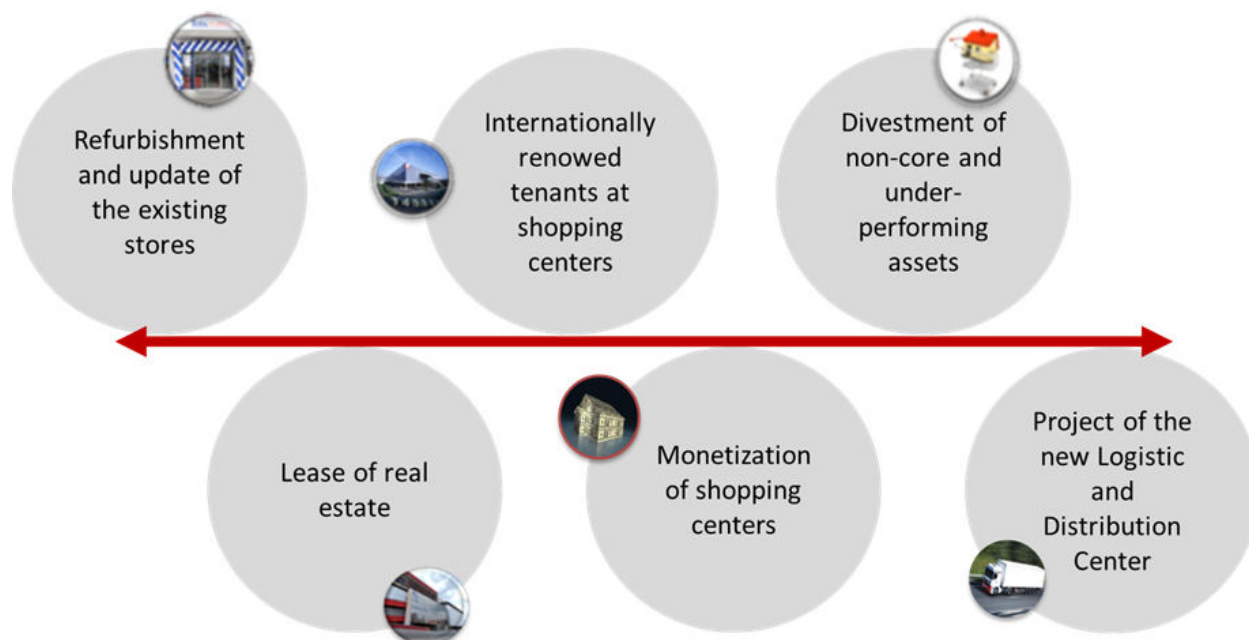 Refurbishment
and update of
the existing
stores
Internationally
renowed
tenants at
shopping
centers
Divestment of
non-core and
under-
performing
assets
Lease of real
estate
Monetization
of shopping
centers
Project of the
new Logistic
and
Distribution
Center